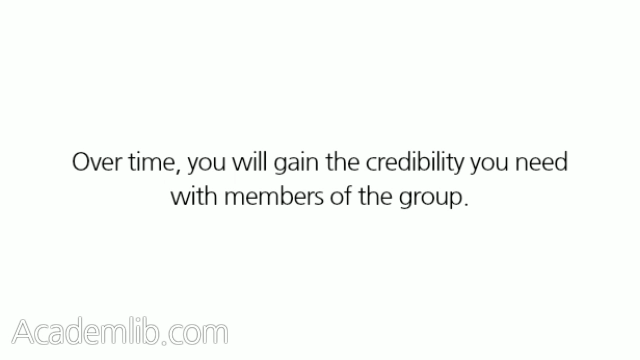 Over time, you will gain the credibility you need
with members of the group.
Academlib.com